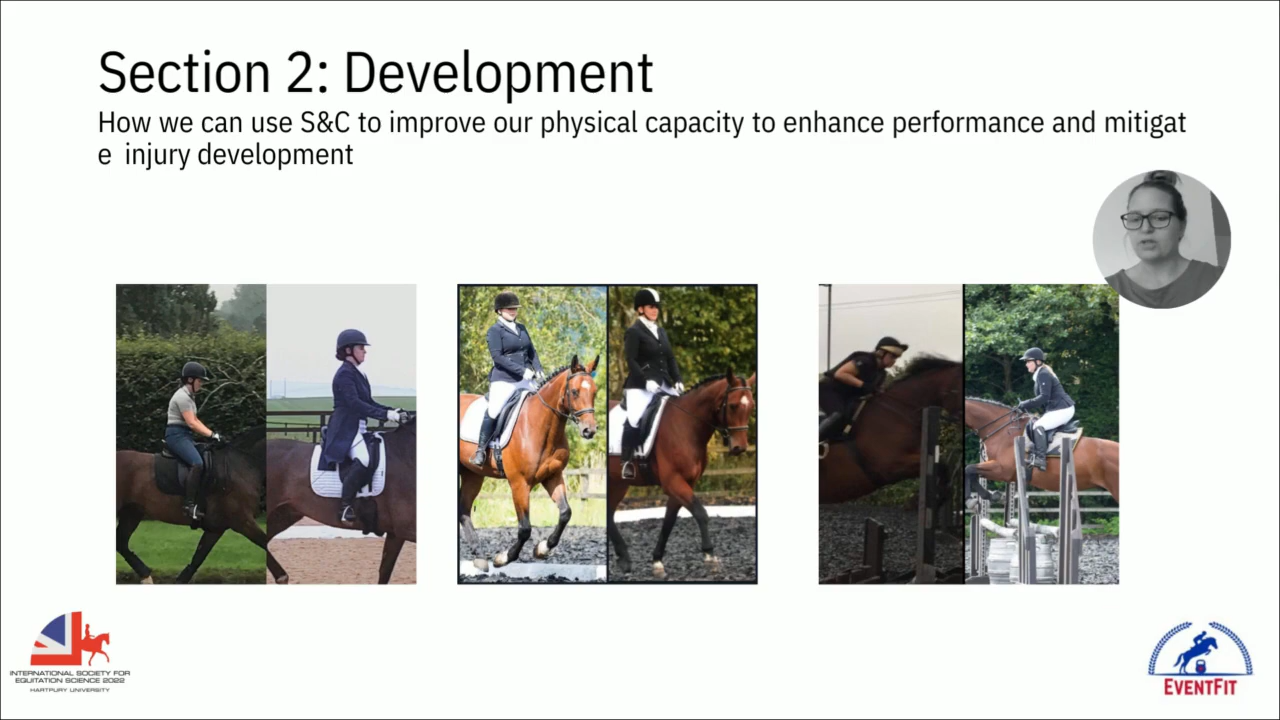 Section 2: Development
How we can use S&C to improve our physical capacity to enhance performance and mitigat
e injury development
INTERNATIONAL SOCIETY FOR
EQUITATION SCIENCE 2022
HARTPURY UNIVERSITY
EVENTFIT